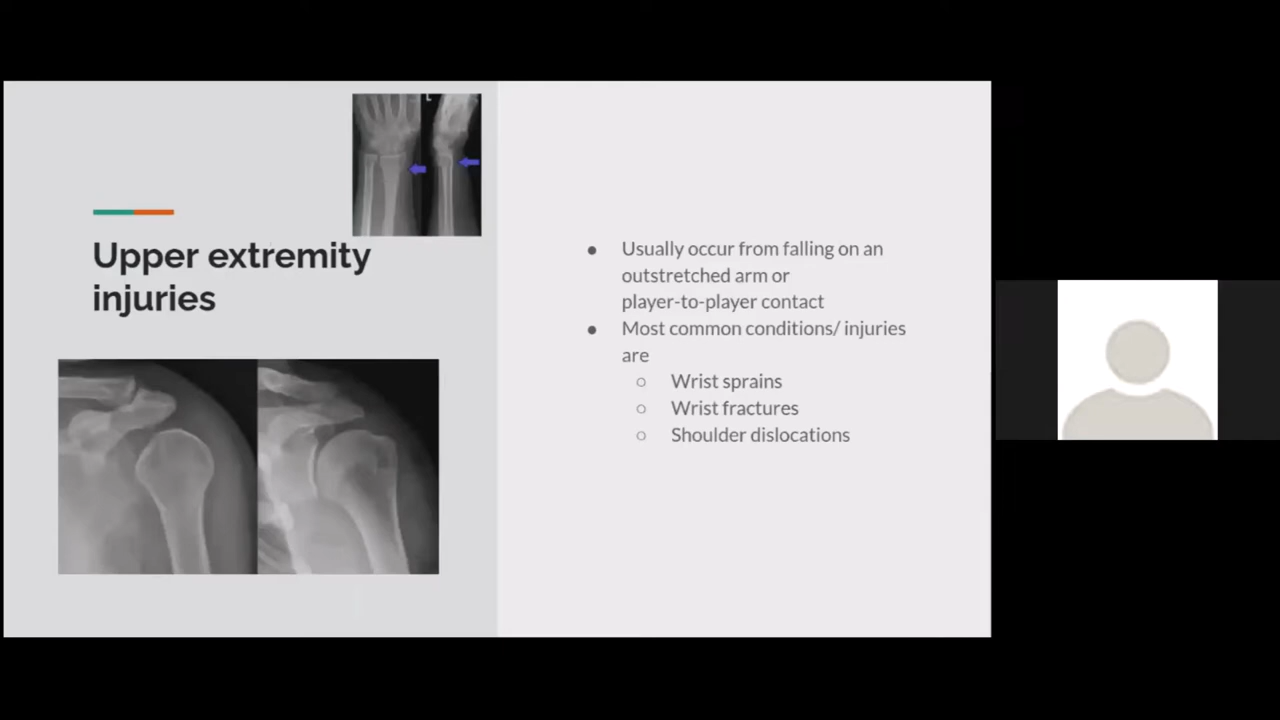 Upper extremity
injuries
L
Usually occur from falling on an
outstretched arm or
player-to-player contact
Most common conditions/ injuries
are
Wrist sprains
Wrist fractures
Shoulder dislocations